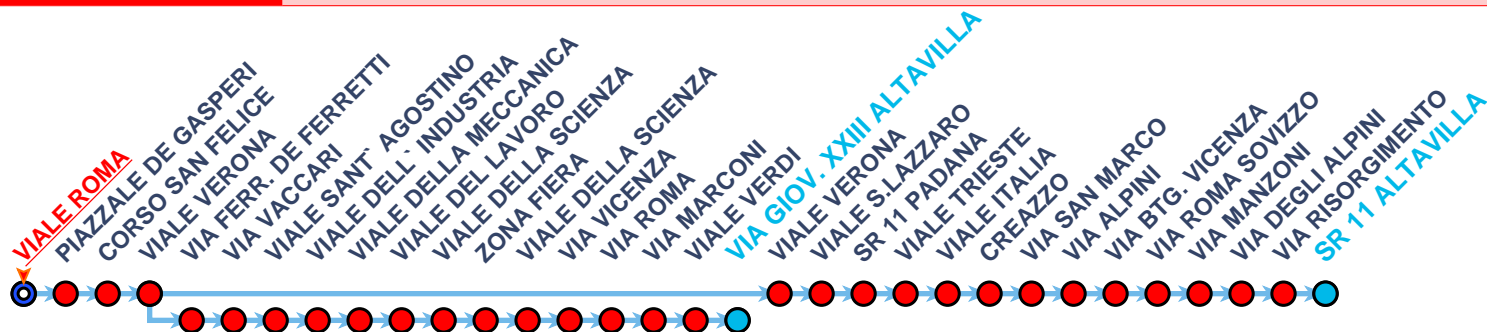 VIALE ROMA
PIAZZALE DE GASPERI
CORSO SAN FELICE
VIALE VERONA
VIA FERR. DE FERRETTI
VIA VACCARI
VIALE SANT` AGOSTINO
VIALE DELL` INDUSTRIA
VIALE DELLA MECCANICA
VIALE DEL LAVORO
VIALE DELLA SCIENZA
ZONA FIERA
VIALE DELLA SCIENZA
VIA VICENZA
VIA ROMA
VIA MARCONI
VIALE VERDI
VIA GIOV. XXIII ALTAVILLA
VIALE VERONA
VIALE S.LAZZARO
SR 11 PADANA
VIALE TRIESTE
VIALE ITALIA
CREAZZO
VIA SAN MARCO
VIA ALPINI
VIA BTG. VICENZA
VIA ROMA SOVIZZO
VIA MANZONI
VIA DEGLI ALPINI
VIA RISORGIMENTO
SR 11 ALTAVILLA